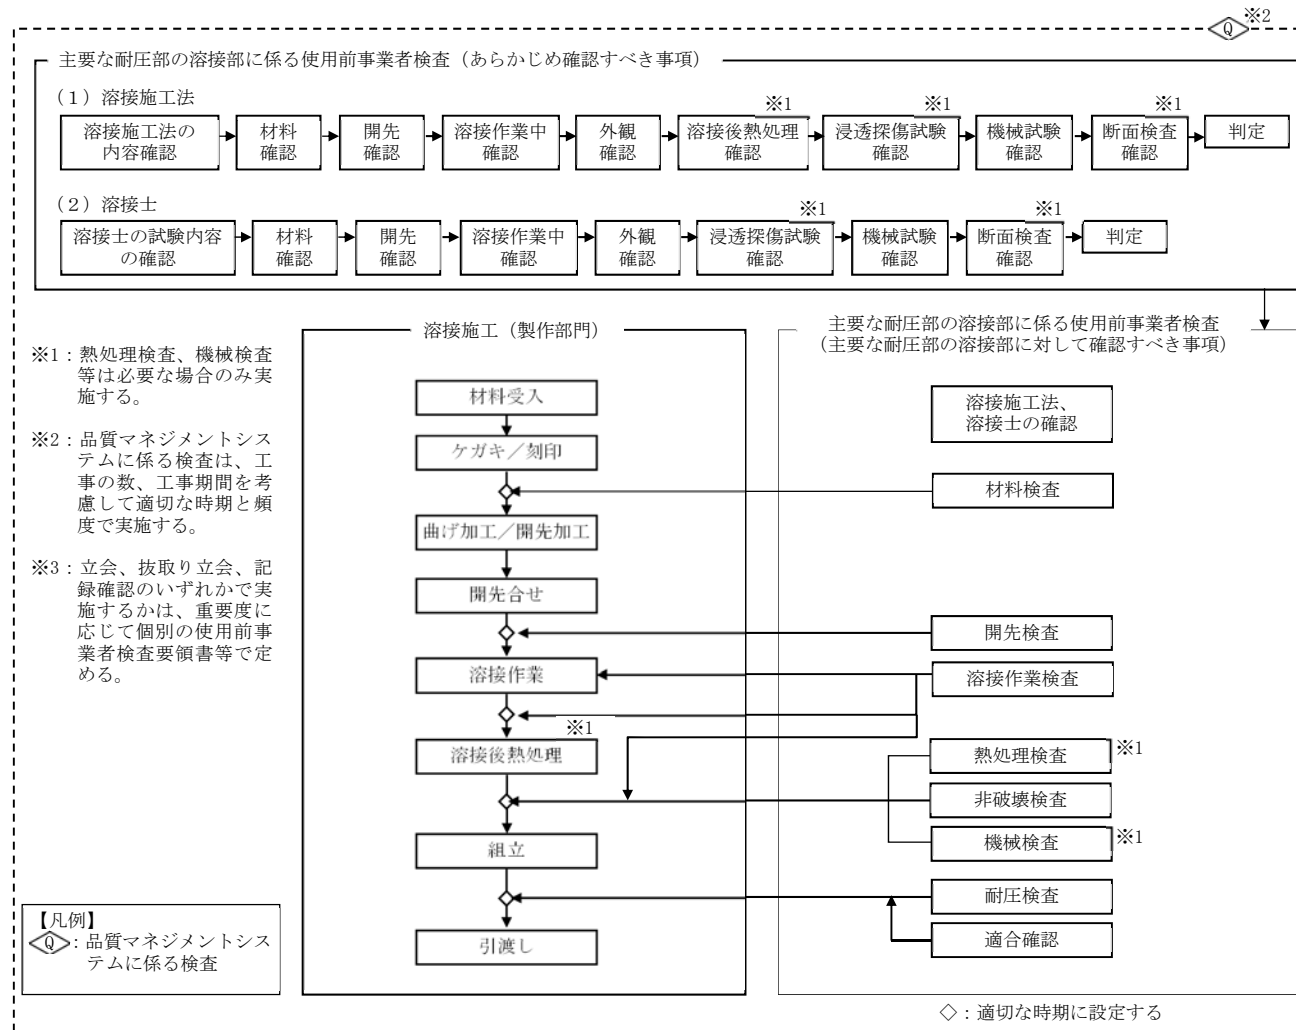 Q ※2
主要な耐圧部の溶接部に係る使用前事業者検査（あらかじめ確認すべき事項）
（１）溶接施工法
溶接施工法の
内容確認
材料
確認
開先
確認
溶接作業中
確認
外観
確認
※1
溶接後熱処理
確認
※1
浸透探傷試験
確認
機械試験
確認
※1
断面検査
確認
判定
（２）溶接士
溶接士の試験内容
の確認
材料
確認
開先
確認
溶接作業中
確認
外観
確認
※1
浸透探傷試験
確認
機械試験
確認
※1
断面検査
確認
判定
※1：熱処理検査、機械検査
等は必要な場合のみ実
施する。
※2：品質マネジメントシス
テムに係る検査は、工
事の数、工事期間を考
慮して適切な時期と頻
度で実施する。
※3：立会、抜取り立会、記
録確認のいずれかで実
施するかは、重要度に
応じて個別の使用前事
業者検査要領書等で定
める。
溶接施工（製作部門）
材料受入
ケガキ／刻印
曲げ加工／開先加工
開先合せ
溶接作業
※1
溶接後熱処理
組立
引渡し
主要な耐圧部の溶接部に係る使用前事業者検査
（主要な耐圧部の溶接部に対して確認すべき事項）
溶接施工法、
溶接士の確認
材料検査
開先検査
溶接作業検査
熱処理検査 ※1
非破壊検査
機械検査 ※1
耐圧検査
適合確認
【凡例】
Q：品質マネジメントシス
テムに係る検査
◇：適切な時期に設定する